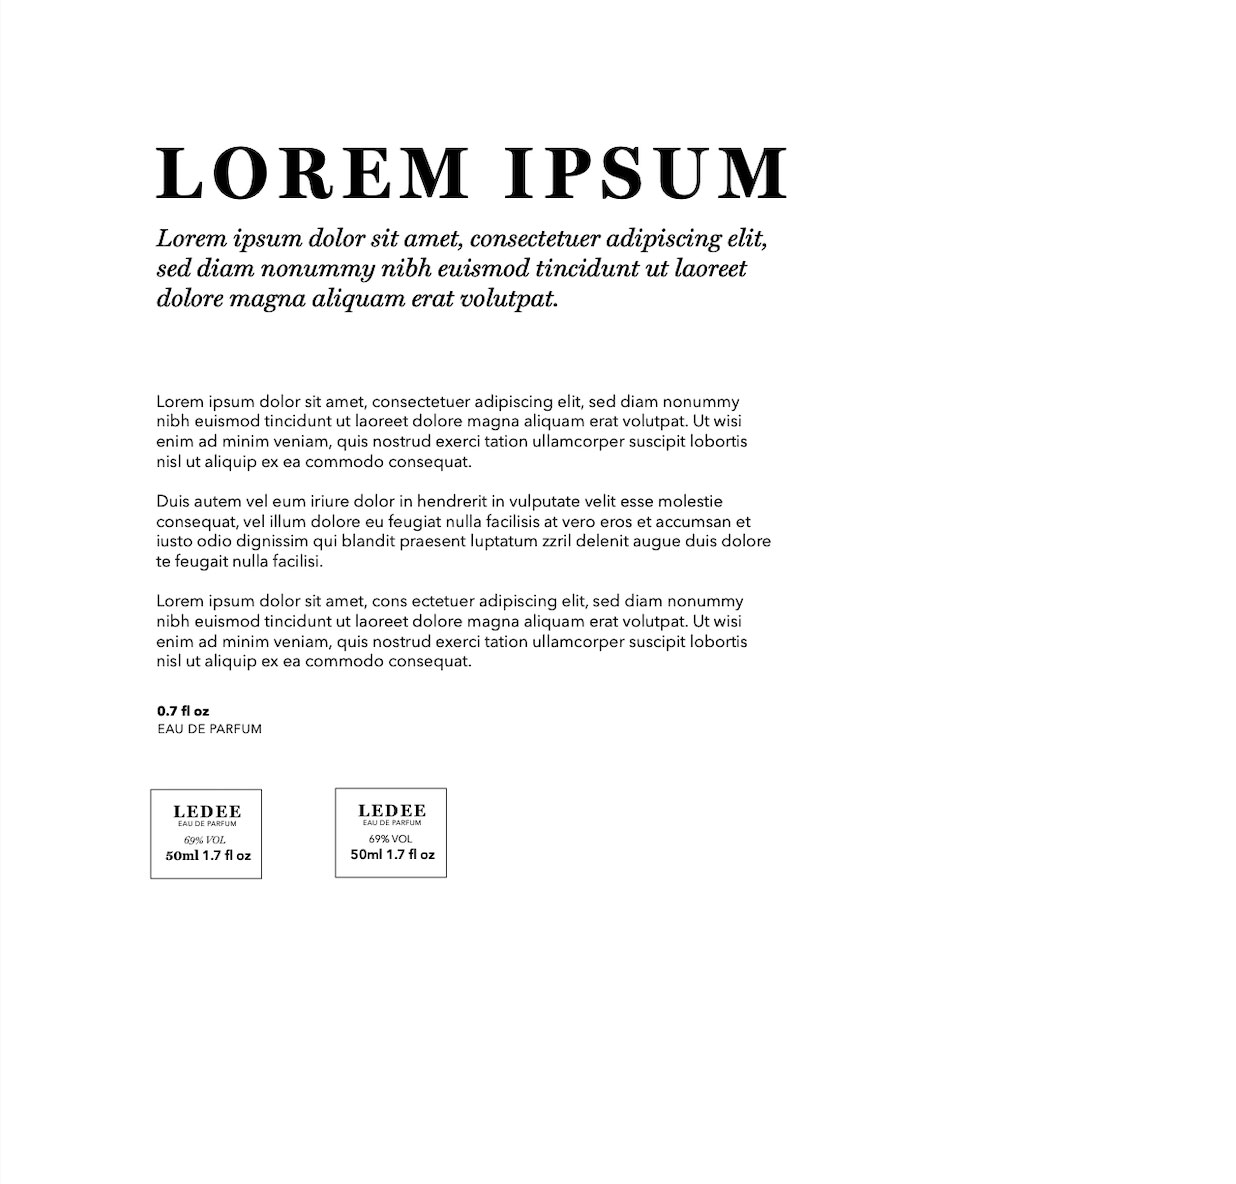 LOREM IPSUM
Lorem ipsum dolor sit amet, consectetuer adipiscing elit,
sed diam nonummy nibh euismod tincidunt ut laoreet
dolore magna aliquam erat volutpat.
Lorem ipsum dolor sit amet, consectetuer adipiscing elit, sed diam nonummy
nibh euismod tincidunt ut laoreet dolore magna aliquam erat volutpat. Ut wisi
enim ad minim veniam, quis nostrud exerci tation ullamcorper suscipit lobortis
nisl ut aliquip ex ea commodo consequat.
Duis autem vel eum iriure dolor in hendrerit in vulputate velit esse molestie
consequat, vel illum dolore eu feugiat nulla facilisis at vero eros et accumsan et
iusto odio dignissim qui blandit praesent luptatum zzril delenit augue duis dolore
te feugait nulla facilisi.
Lorem ipsum dolor sit amet, cons ectetuer adipiscing elit, sed diam nonummy
nibh euismod tincidunt ut laoreet dolore magna aliquam erat volutpat. Ut wisi
enim ad minim veniam, quis nostrud exerci tation ullamcorper suscipit lobortis
nisl ut aliquip ex ea commodo consequat.
0.7 fl oz
EAU DE PARFUM
LEDEE
EAU DE PARFUM
69% VOL
50ml 1.7 fl oz
LEDEE
EAU DE PARFUM
69% VOL
50ml 1.7 fl oz